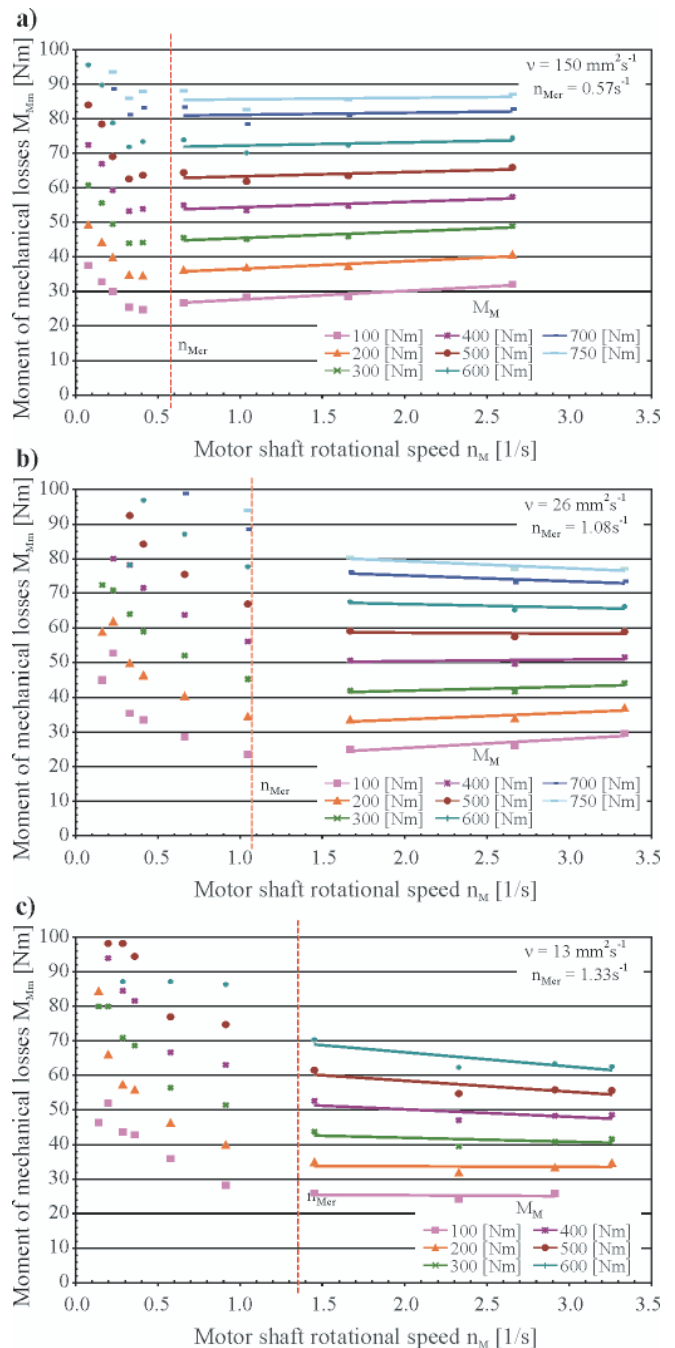 a)
Moment of mechanical losses M_Mm [Nm]
100
90
80
70
60
50
40
30
20
10
0
ν = 150 mm²s⁻¹
n_Mcr = 0.57s⁻¹
n_Mcr
M_M
100 [Nm] 400 [Nm] 700 [Nm]
200 [Nm] 500 [Nm] 750 [Nm]
300 [Nm] 600 [Nm]
0.0 0.5 1.0 1.5 2.0 2.5 3.0 3.5
Motor shaft rotational speed n_M [1/s]
b)
Moment of mechanical losses M_Mm [Nm]
100
90
80
70
60
50
40
30
20
10
0
ν = 26 mm²s⁻¹
n_Mcr = 1.08s⁻¹
n_Mcr
M_M
100 [Nm] 400 [Nm] 700 [Nm]
200 [Nm] 500 [Nm] 750 [Nm]
300 [Nm] 600 [Nm]
0.0 0.5 1.0 1.5 2.0 2.5 3.0 3.5
Motor shaft rotational speed n_M [1/s]
c)
Moment of mechanical losses M_Mm [Nm]
100
90
80
70
60
50
40
30
20
10
0
ν = 13 mm²s⁻¹
n_Mcr = 1.33s⁻¹
n_Mcr
M_M
100 [Nm] 400 [Nm]
200 [Nm] 500 [Nm]
300 [Nm] 600 [Nm]
0.0 0.5 1.0 1.5 2.0 2.5 3.0 3.5
Motor shaft rotational speed n_M [1/s]